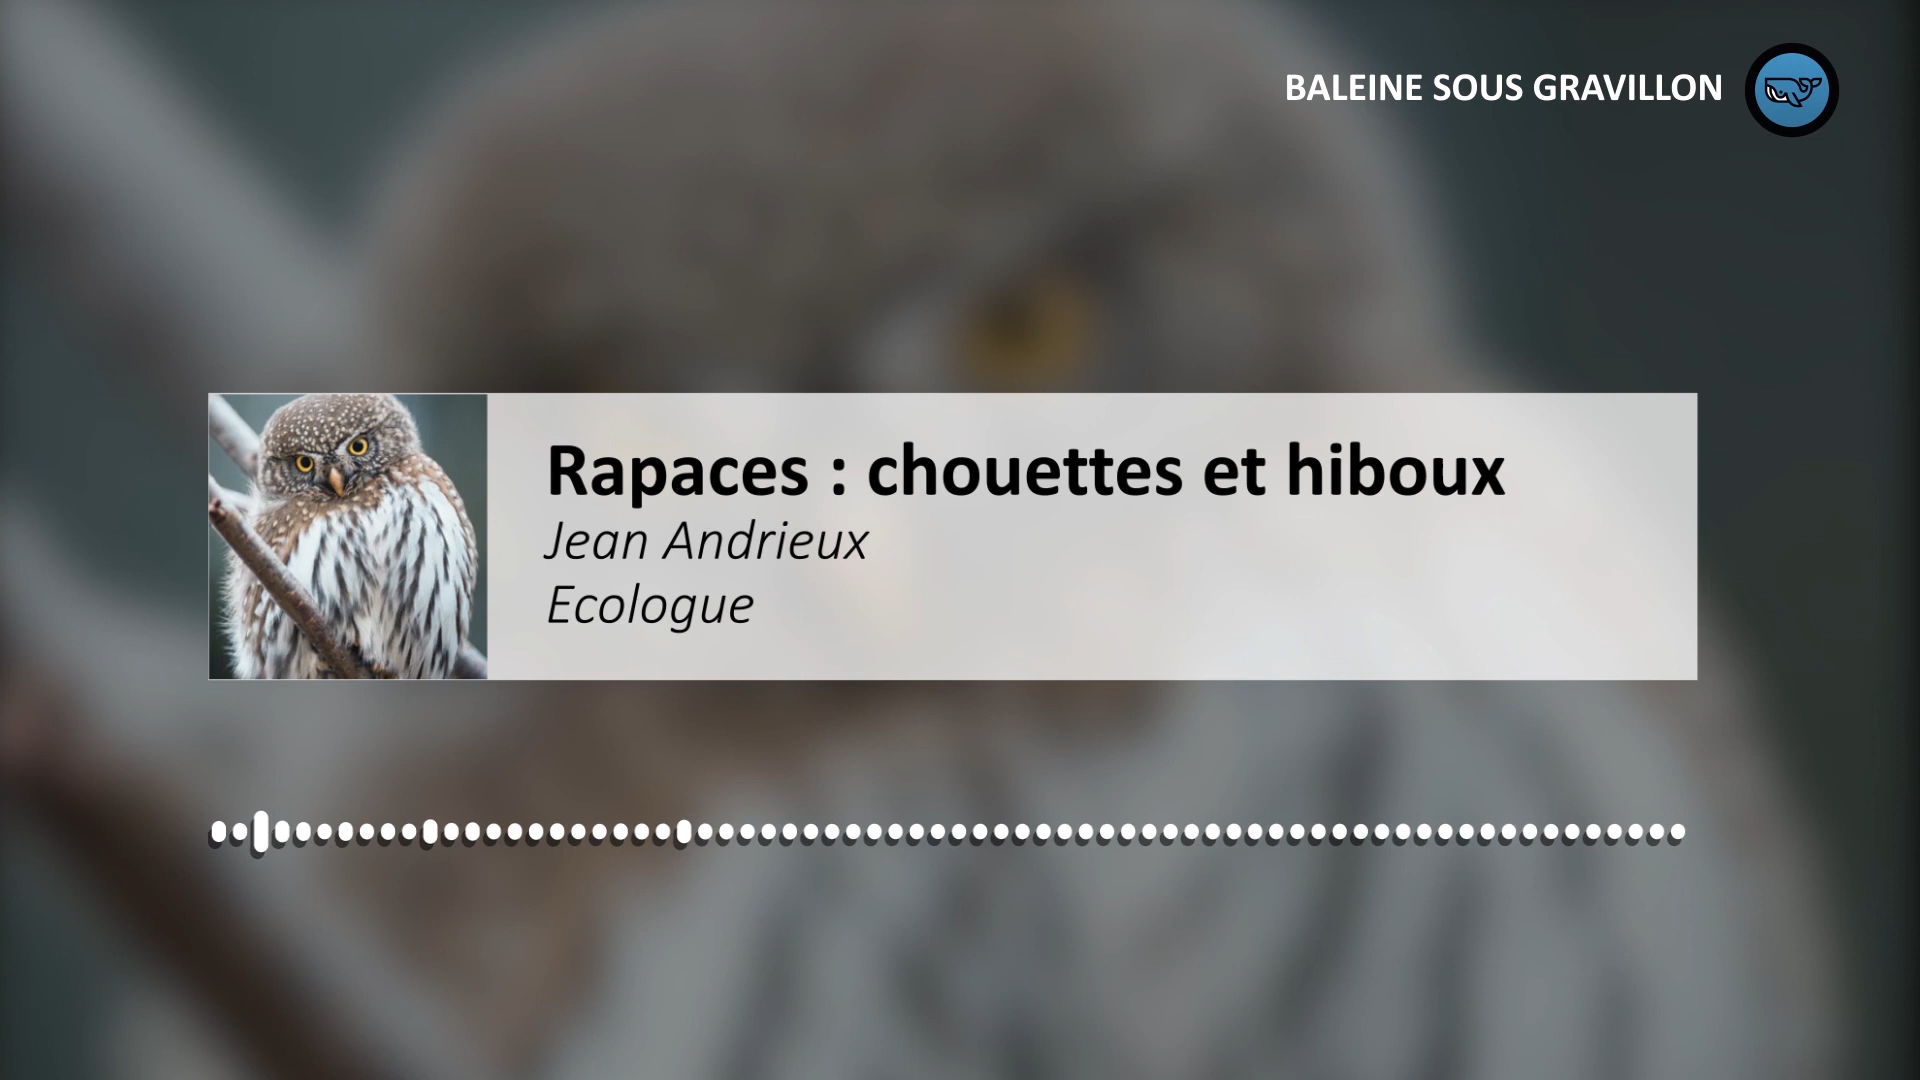 BALEINE SOUS GRAVILLON
Rapaces : chouettes et hiboux
Jean Andrieux
Ecologue